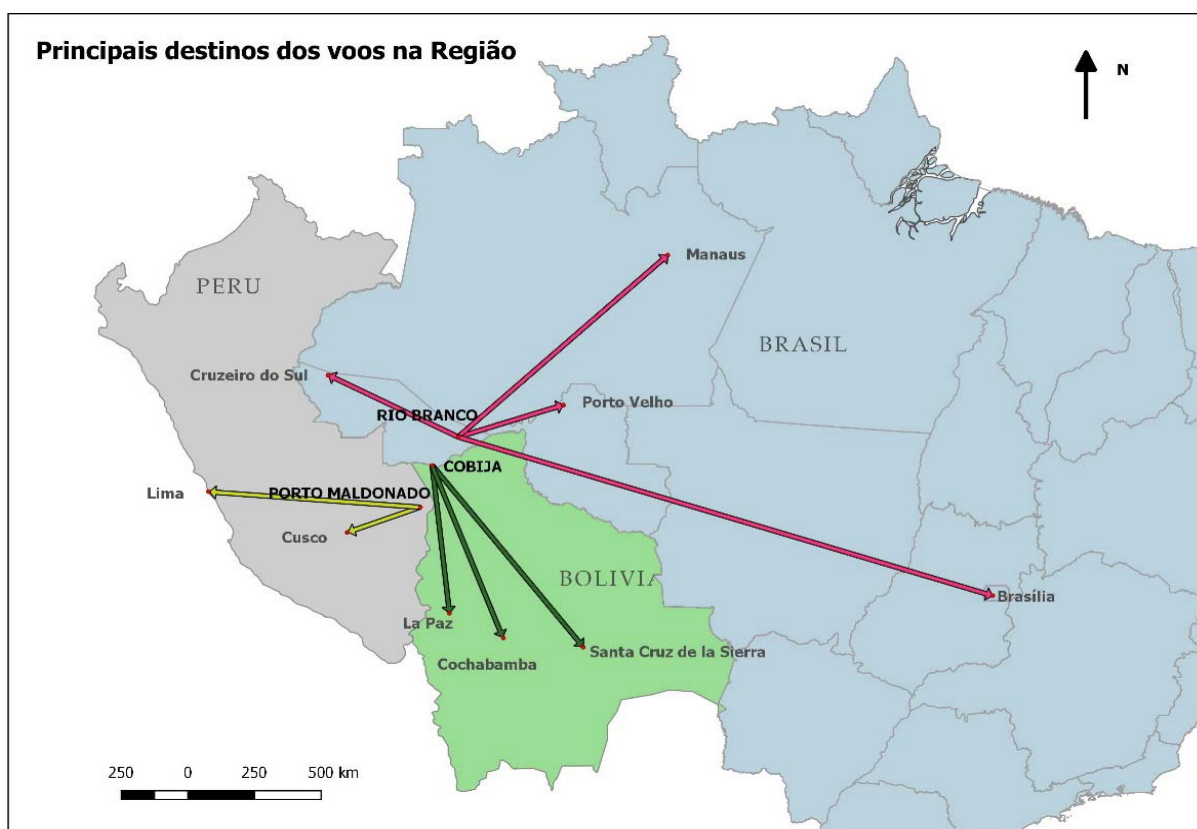 Principais destinos dos voos na Região
N
Manaus
PERU
BRASIL
Cruzeiro do Sul
Porto Velho
RIO BRANCO
COBIJA
Lima
PORTO MALDONADO
Cusco
BOLIVIA
Brasília
La Paz
Santa Cruz de la Sierra
Cochabamba
250 0 250 500 km